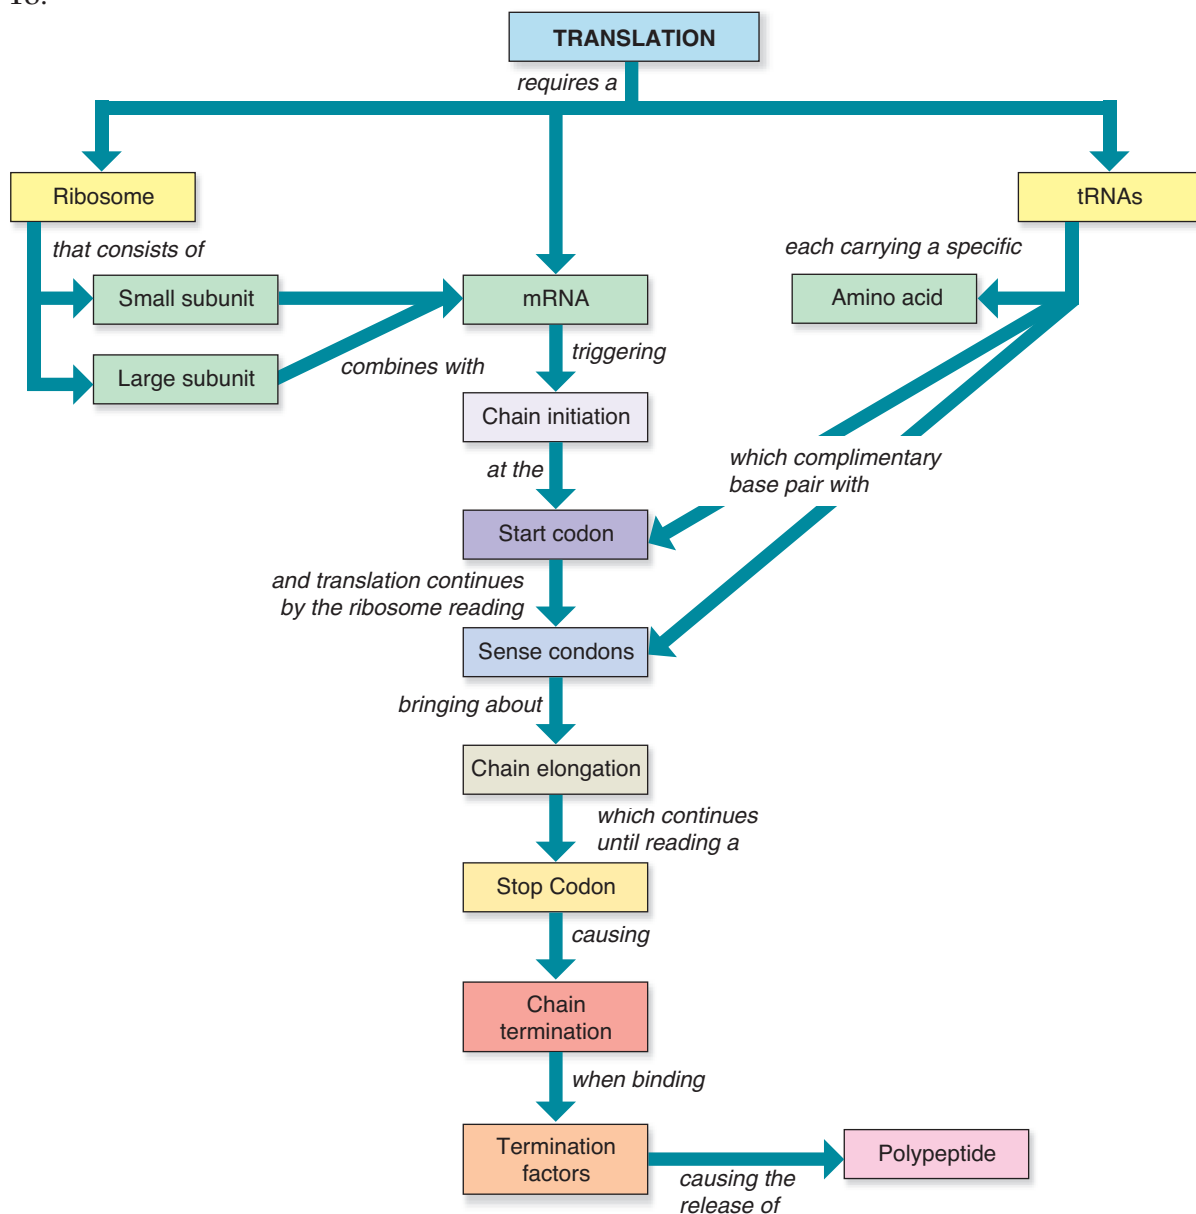 TRANSLATION
requires a
Ribosome
tRNAs
that consists of
each carrying a specific
Small subunit
mRNA
Amino acid
Large subunit
combines with
triggering
Chain initiation
at the
which complimentary
base pair with
Start codon
and translation continues
by the ribosome reading
Sense condons
bringing about
Chain elongation
which continues
until reading a
Stop Codon
causing
Chain
termination
when binding
Termination
factors
causing the
release of
Polypeptide